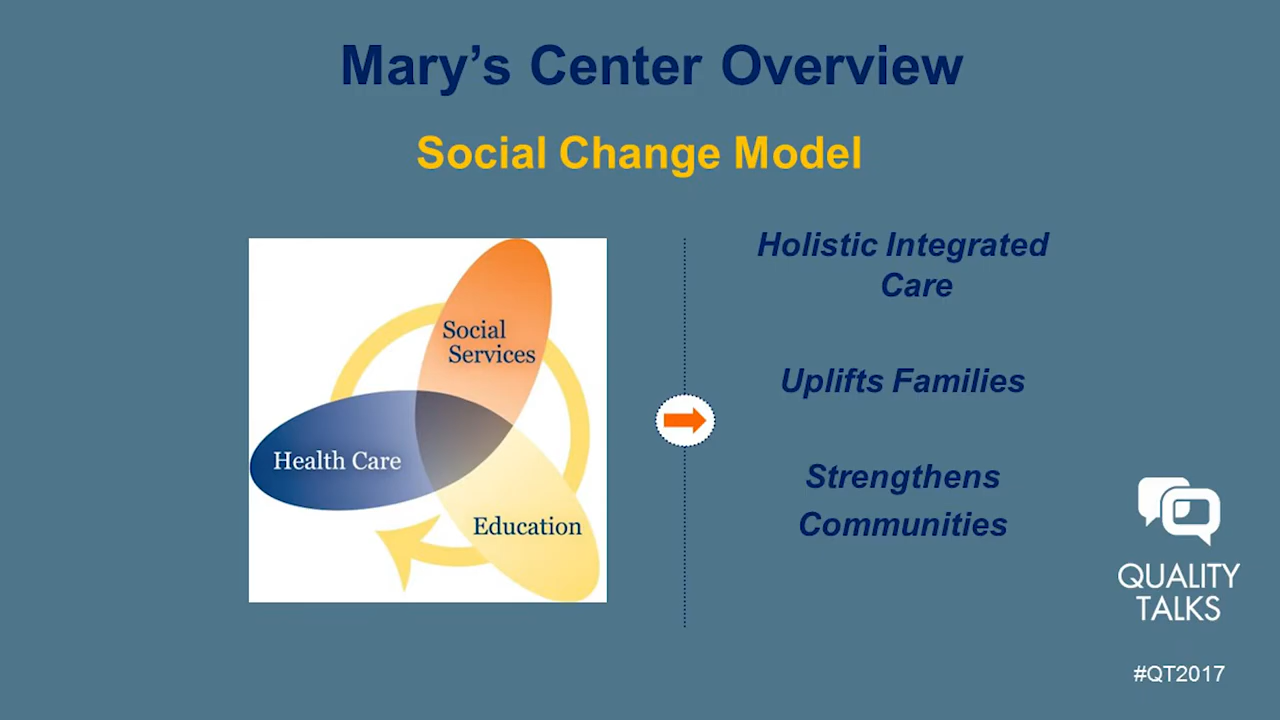 Mary’s Center Overview
Social Change Model
Social
Services
Health Care
Education
Holistic Integrated
Care
Uplifts Families
Strengthens
Communities
QUALITY
TALKS
#QT2017